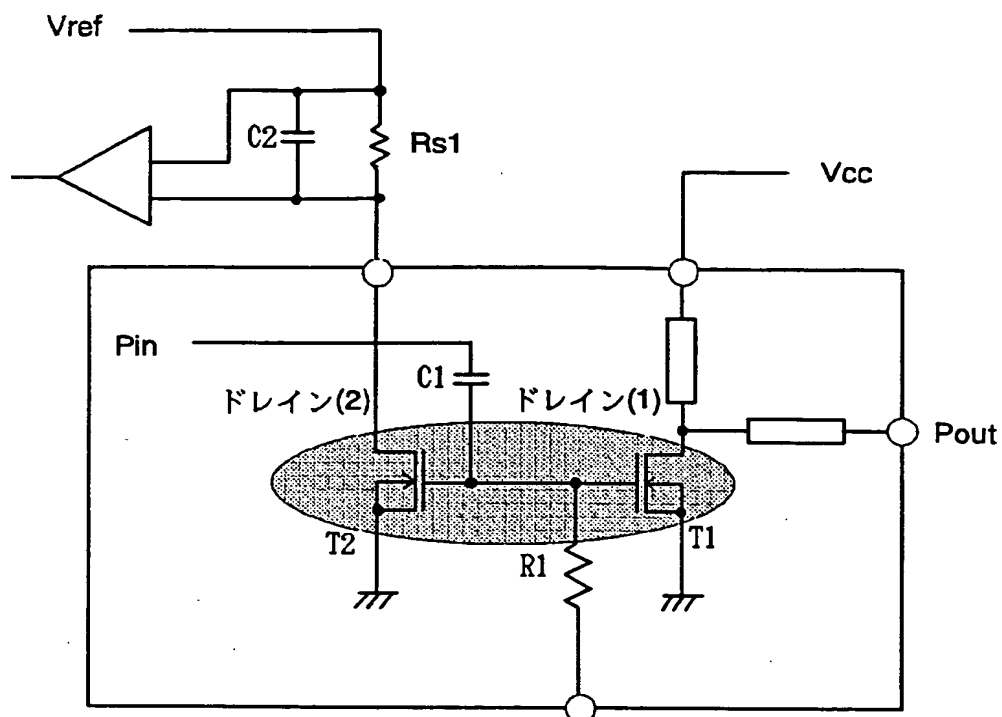 Vref
C2
Rs1
Vcc
Pin
C1
ドレイン(2)
ドレイン(1)
Pout
T2
R1
T1